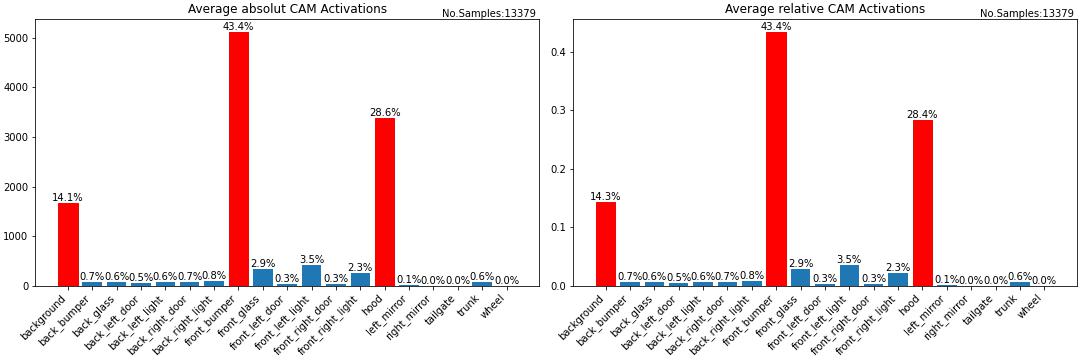 Average absolut CAM Activations
No.Samples:13379
5000
4000
3000
2000
1000
0
14.1%
0.7%
0.6%
0.5%
0.6%
0.7%
0.8%
43.4%
2.9%
0.3%
3.5%
0.3%
2.3%
28.6%
0.1%
0.0%
0.0%
0.6%
0.0%
background
back_bumper
back_glass
back_left_door
back_left_light
back_right_door
back_right_light
front_bumper
front_glass
front_left_door
front_left_light
front_right_door
front_right_light
hood
left_mirror
right_mirror
tailgate
trunk
wheel
Average relative CAM Activations
No.Samples:13379
0.4
0.3
0.2
0.1
0.0
14.3%
0.7%
0.6%
0.5%
0.6%
0.7%
0.8%
43.4%
2.9%
0.3%
3.5%
0.3%
2.3%
28.4%
0.1%
0.0%
0.0%
0.6%
0.0%
background
back_bumper
back_glass
back_left_door
back_left_light
back_right_door
back_right_light
front_bumper
front_glass
front_left_door
front_left_light
front_right_door
front_right_light
hood
left_mirror
right_mirror
tailgate
trunk
wheel